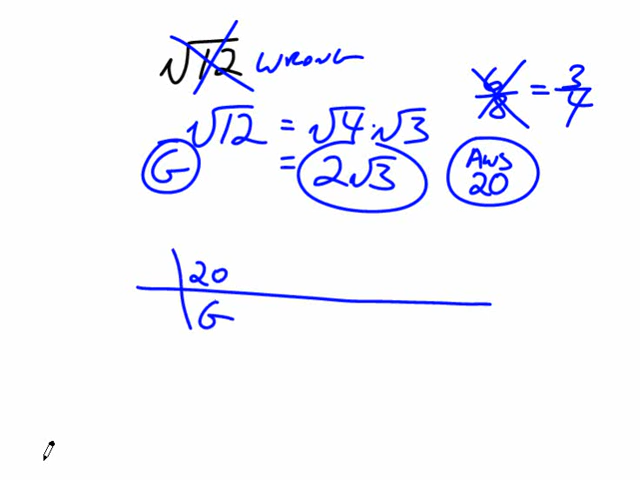 √12 WRONG
6/8 = 3/4
√12 = √4 · √3
G = 2√3
ANS
20
20
G